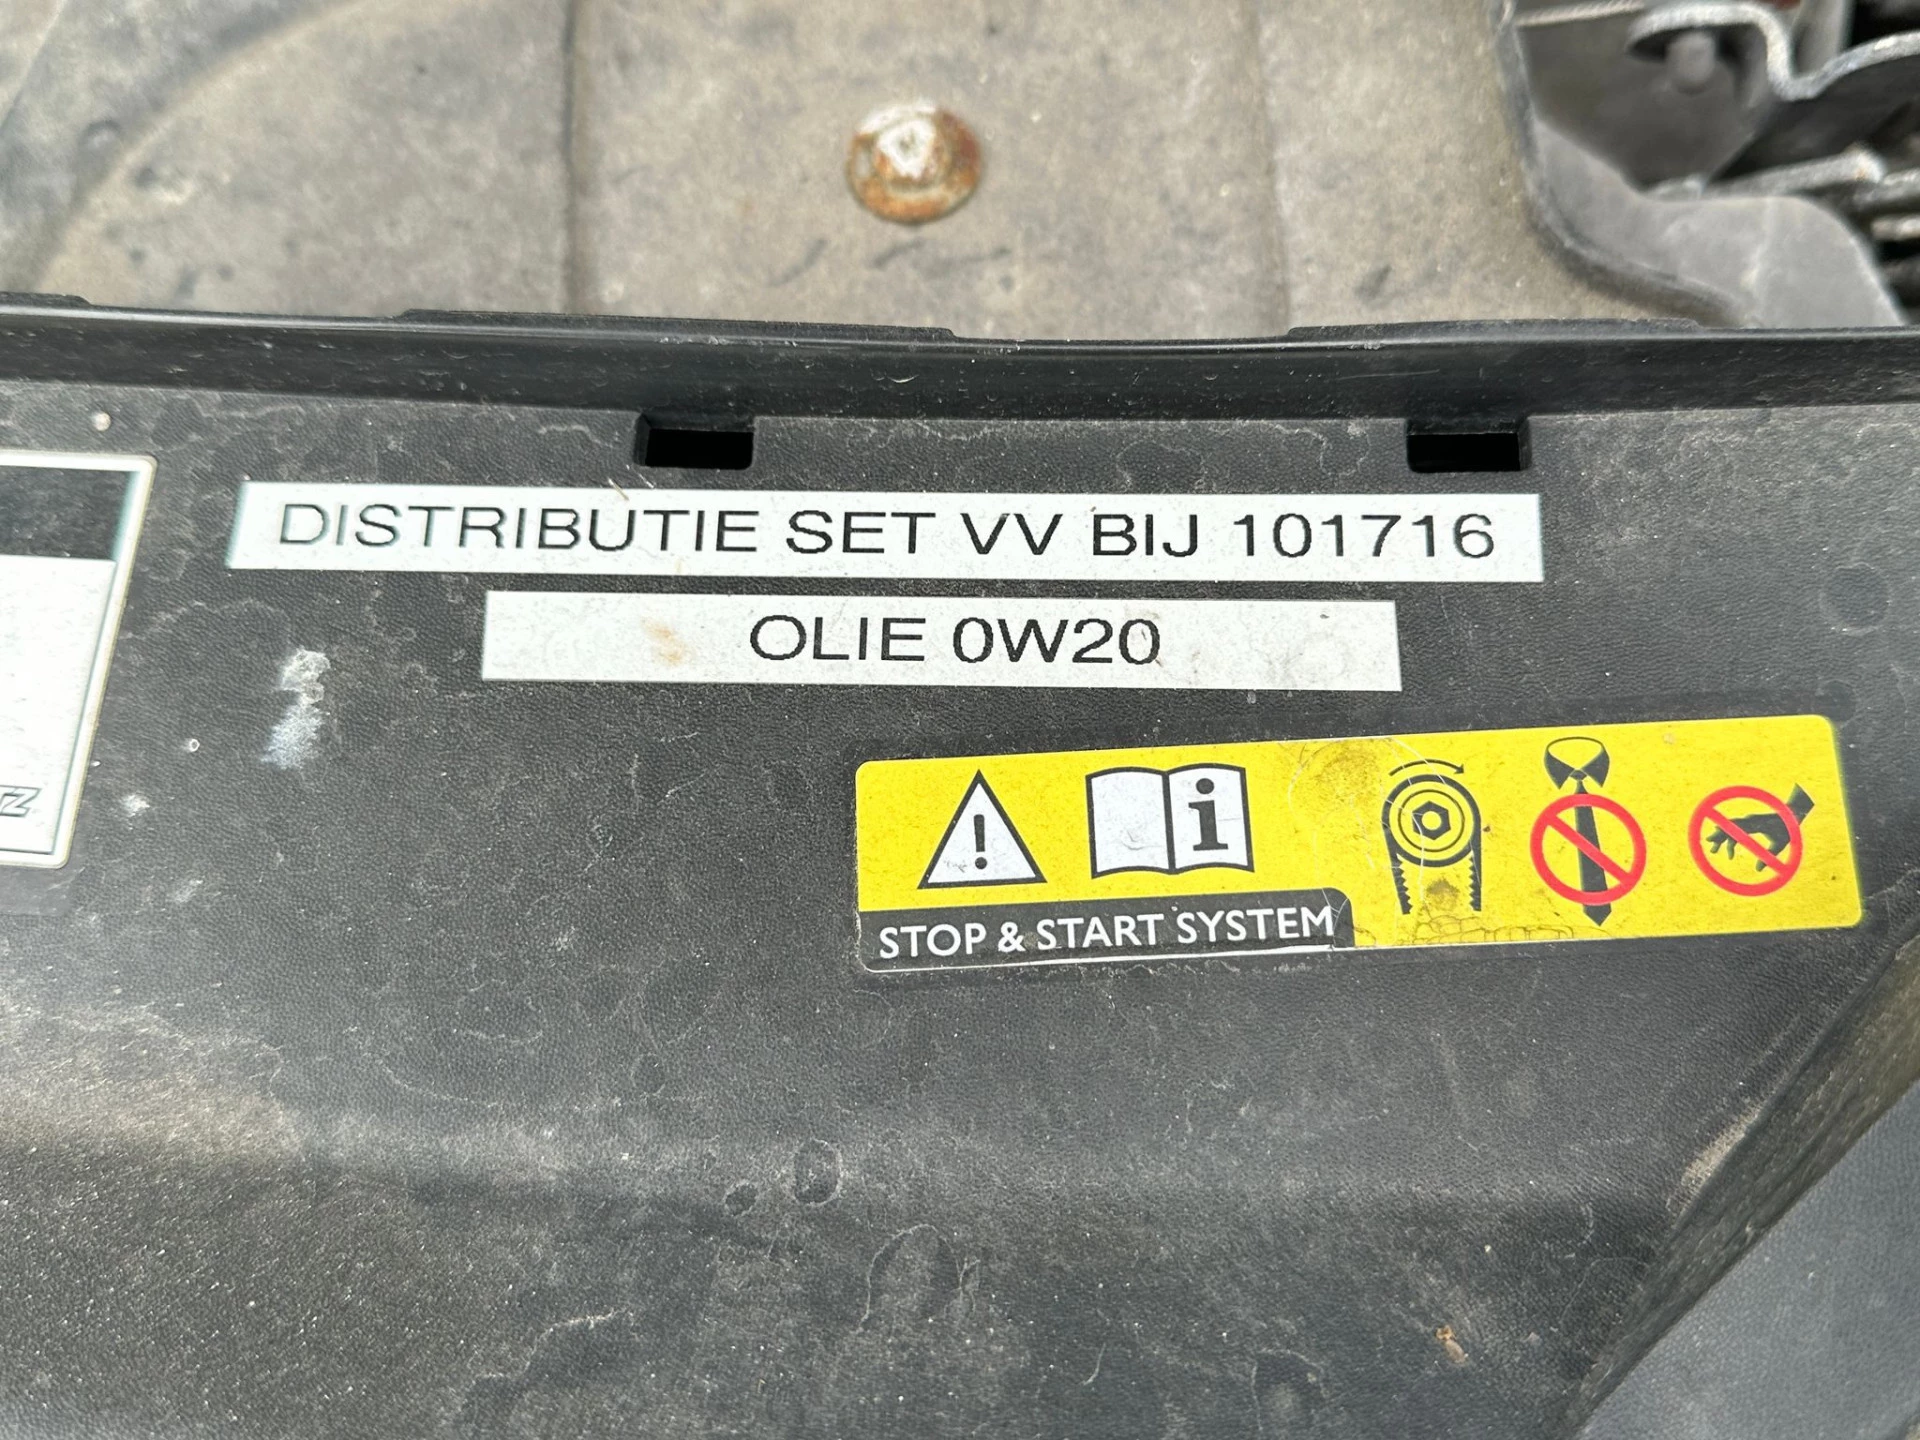 DISTRIBUTIE SET VV BIJ 101716
OLIE 0W20
STOP & START SYSTEM